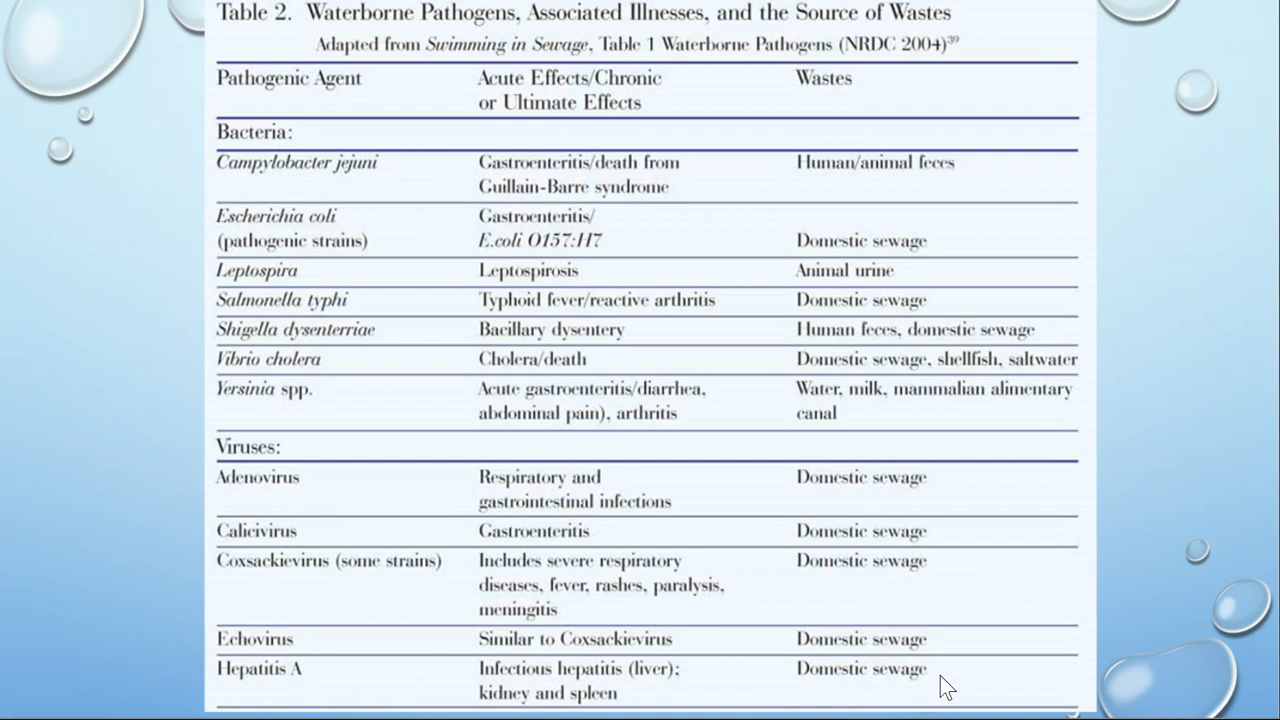 Table 2. Waterborne Pathogens, Associated Illnesses, and the Source of Wastes
Adapted from Swimming in Sewage, Table 1 Waterborne Pathogens (NRDC 2004)39
Pathogenic Agent Acute Effects/Chronic Wastes
or Ultimate Effects
Bacteria:
Campylobacter jejuni Gastroenteritis/death from Human/animal feces
Guillain-Barre syndrome
Escherichia coli Gastroenteritis/
(pathogenic strains) E.coli O157:H7 Domestic sewage
Leptospira Leptospirosis Animal urine
Salmonella typhi Typhoid fever/reactive arthritis Domestic sewage
Shigella dysenterriae Bacillary dysentery Human feces, domestic sewage
Vibrio cholera Cholera/death Domestic sewage, shellfish, saltwater
Yersinia spp. Acute gastroenteritis/diarrhea, Water, milk, mammalian alimentary
abdominal pain), arthritis canal
Viruses:
Adenovirus Respiratory and Domestic sewage
gastrointestinal infections
Calicivirus Gastroenteritis Domestic sewage
Coxsackievirus (some strains) Includes severe respiratory Domestic sewage
diseases, fever, rashes, paralysis,
meningitis
Echovirus Similar to Coxsackievirus Domestic sewage
Hepatitis A Infectious hepatitis (liver); Domestic sewage
kidney and spleen